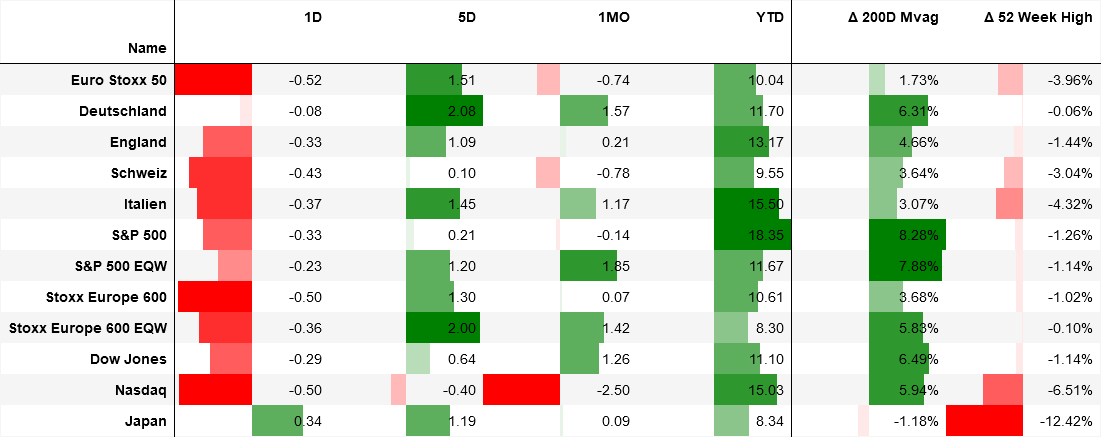 1D 5D 1MO YTD Δ 200D Mvag Δ 52 Week High
Name
Euro Stoxx 50 -0.52 1.51 -0.74 10.04 1.73% -3.96%
Deutschland -0.08 2.08 1.57 11.70 6.31% -0.06%
England -0.33 1.09 0.21 13.17 4.66% -1.44%
Schweiz -0.43 0.10 -0.78 9.55 3.64% -3.04%
Italien -0.37 1.45 1.17 15.50 3.07% -4.32%
S&P 500 -0.33 0.21 -0.14 18.35 8.28% -1.26%
S&P 500 EQW -0.23 1.20 1.85 11.67 7.88% -1.14%
Stoxx Europe 600 -0.50 1.30 0.07 10.61 3.68% -1.02%
Stoxx Europe 600 EQW -0.36 2.00 1.42 8.30 5.83% -0.10%
Dow Jones -0.29 0.64 1.26 11.10 6.49% -1.14%
Nasdaq -0.50 -0.40 -2.50 15.03 5.94% -6.51%
Japan 0.34 1.19 0.09 8.34 -1.18% -12.42%